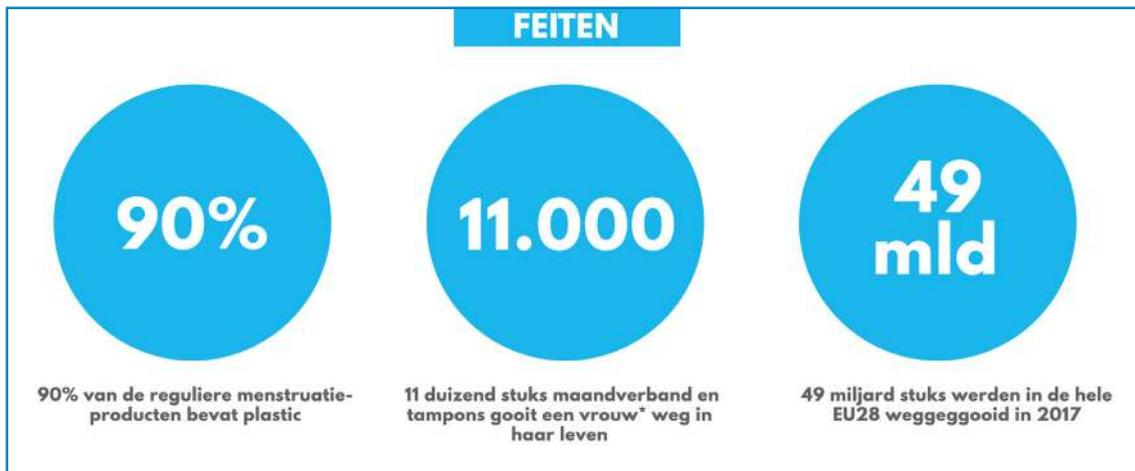 FEITEN
90%
11.000
49
mld
90% van de reguliere menstruatie-
producten bevat plastic
11 duizend stuks maandverband en
tampons gooit een vrouw* weg in
haar leven
49 miljard stuks werden in de hele
EU28 weggeggooid in 2017